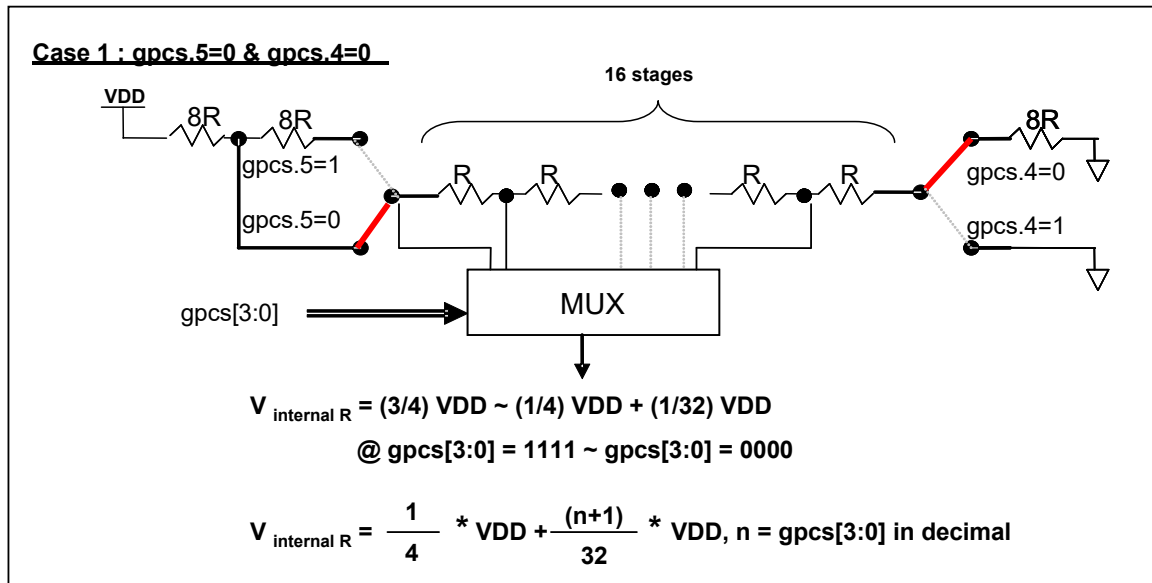 Case 1 : gpcs.5=0 & gpcs.4=0
16 stages
VDD
8R
8R
8R
gpcs.5=1
gpcs.4=0
R
R
R
R
gpcs.5=0
gpcs.4=1
MUX
gpcs[3:0]
V internal R = (3/4) VDD ~ (1/4) VDD + (1/32) VDD
@ gpcs[3:0] = 1111 ~ gpcs[3:0] = 0000
V internal R = 1/4 * VDD + (n+1)/32 * VDD, n = gpcs[3:0] in decimal